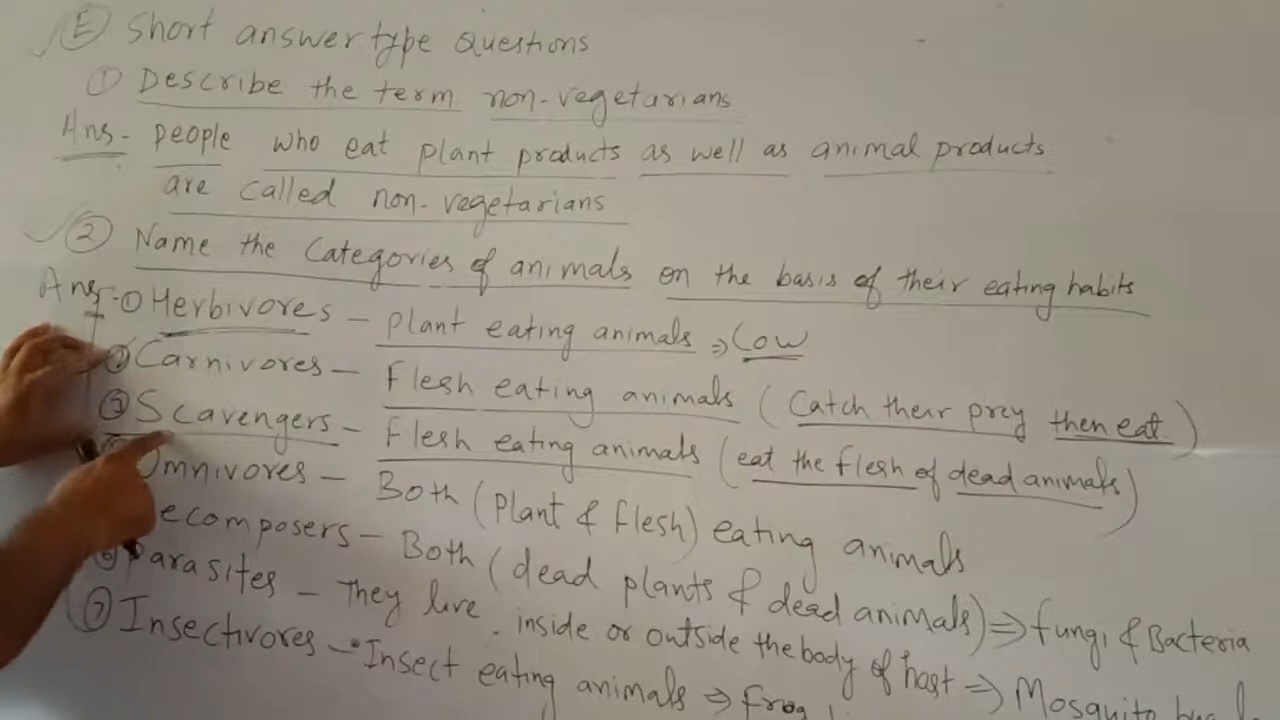 E Short answer type Questions
① Describe the term non-vegetarians
Ans- people who eat plant products as well as animal products
are called non-vegetarians
② Name the Categories of animals on the basis of their eating habits
Ans-① Herbivores - Plant eating animals ⇒ Cow
② Carnivores - Flesh eating animals (Catch their prey then eat)
③ Scavengers - Flesh eating animals (eat the flesh of dead animals)
Omnivores - Both (Plant & flesh) eating animals
ecomposers - Both (dead plants & dead animals) ⇒ fungi & Bacteria
⑥ Parasites - They live inside or outside the body of host ⇒ Mosquito
⑦ Insectivores - Insect eating animals ⇒ frog